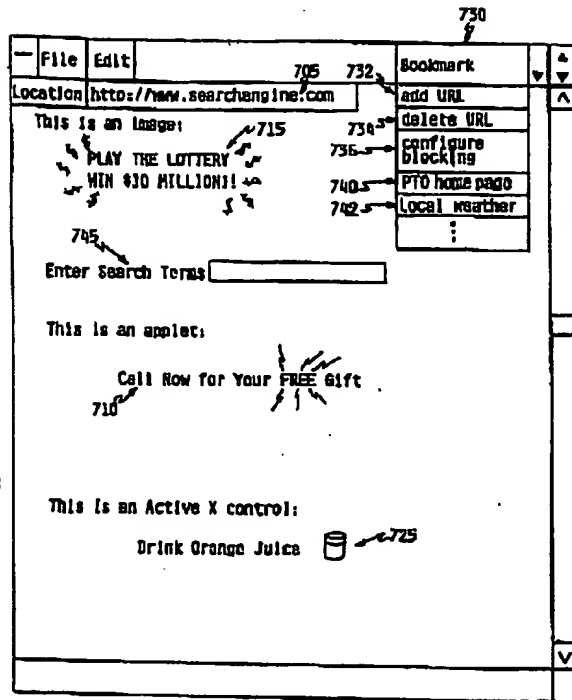 730
File Edit Bookmark
705 732 add URL
Location http://www.searchangine.com
This is an image: 715 734 delete URL
736 configure blocking
PLAY THE LOTTERY
WIN $30 MILLIONS! 740 PTO home page
742 Local weather
745
Enter Search Terms
This is an applet:
Call Now for Your FREE Gift
710
This is an Active X control:
Drink Orange Juice 725